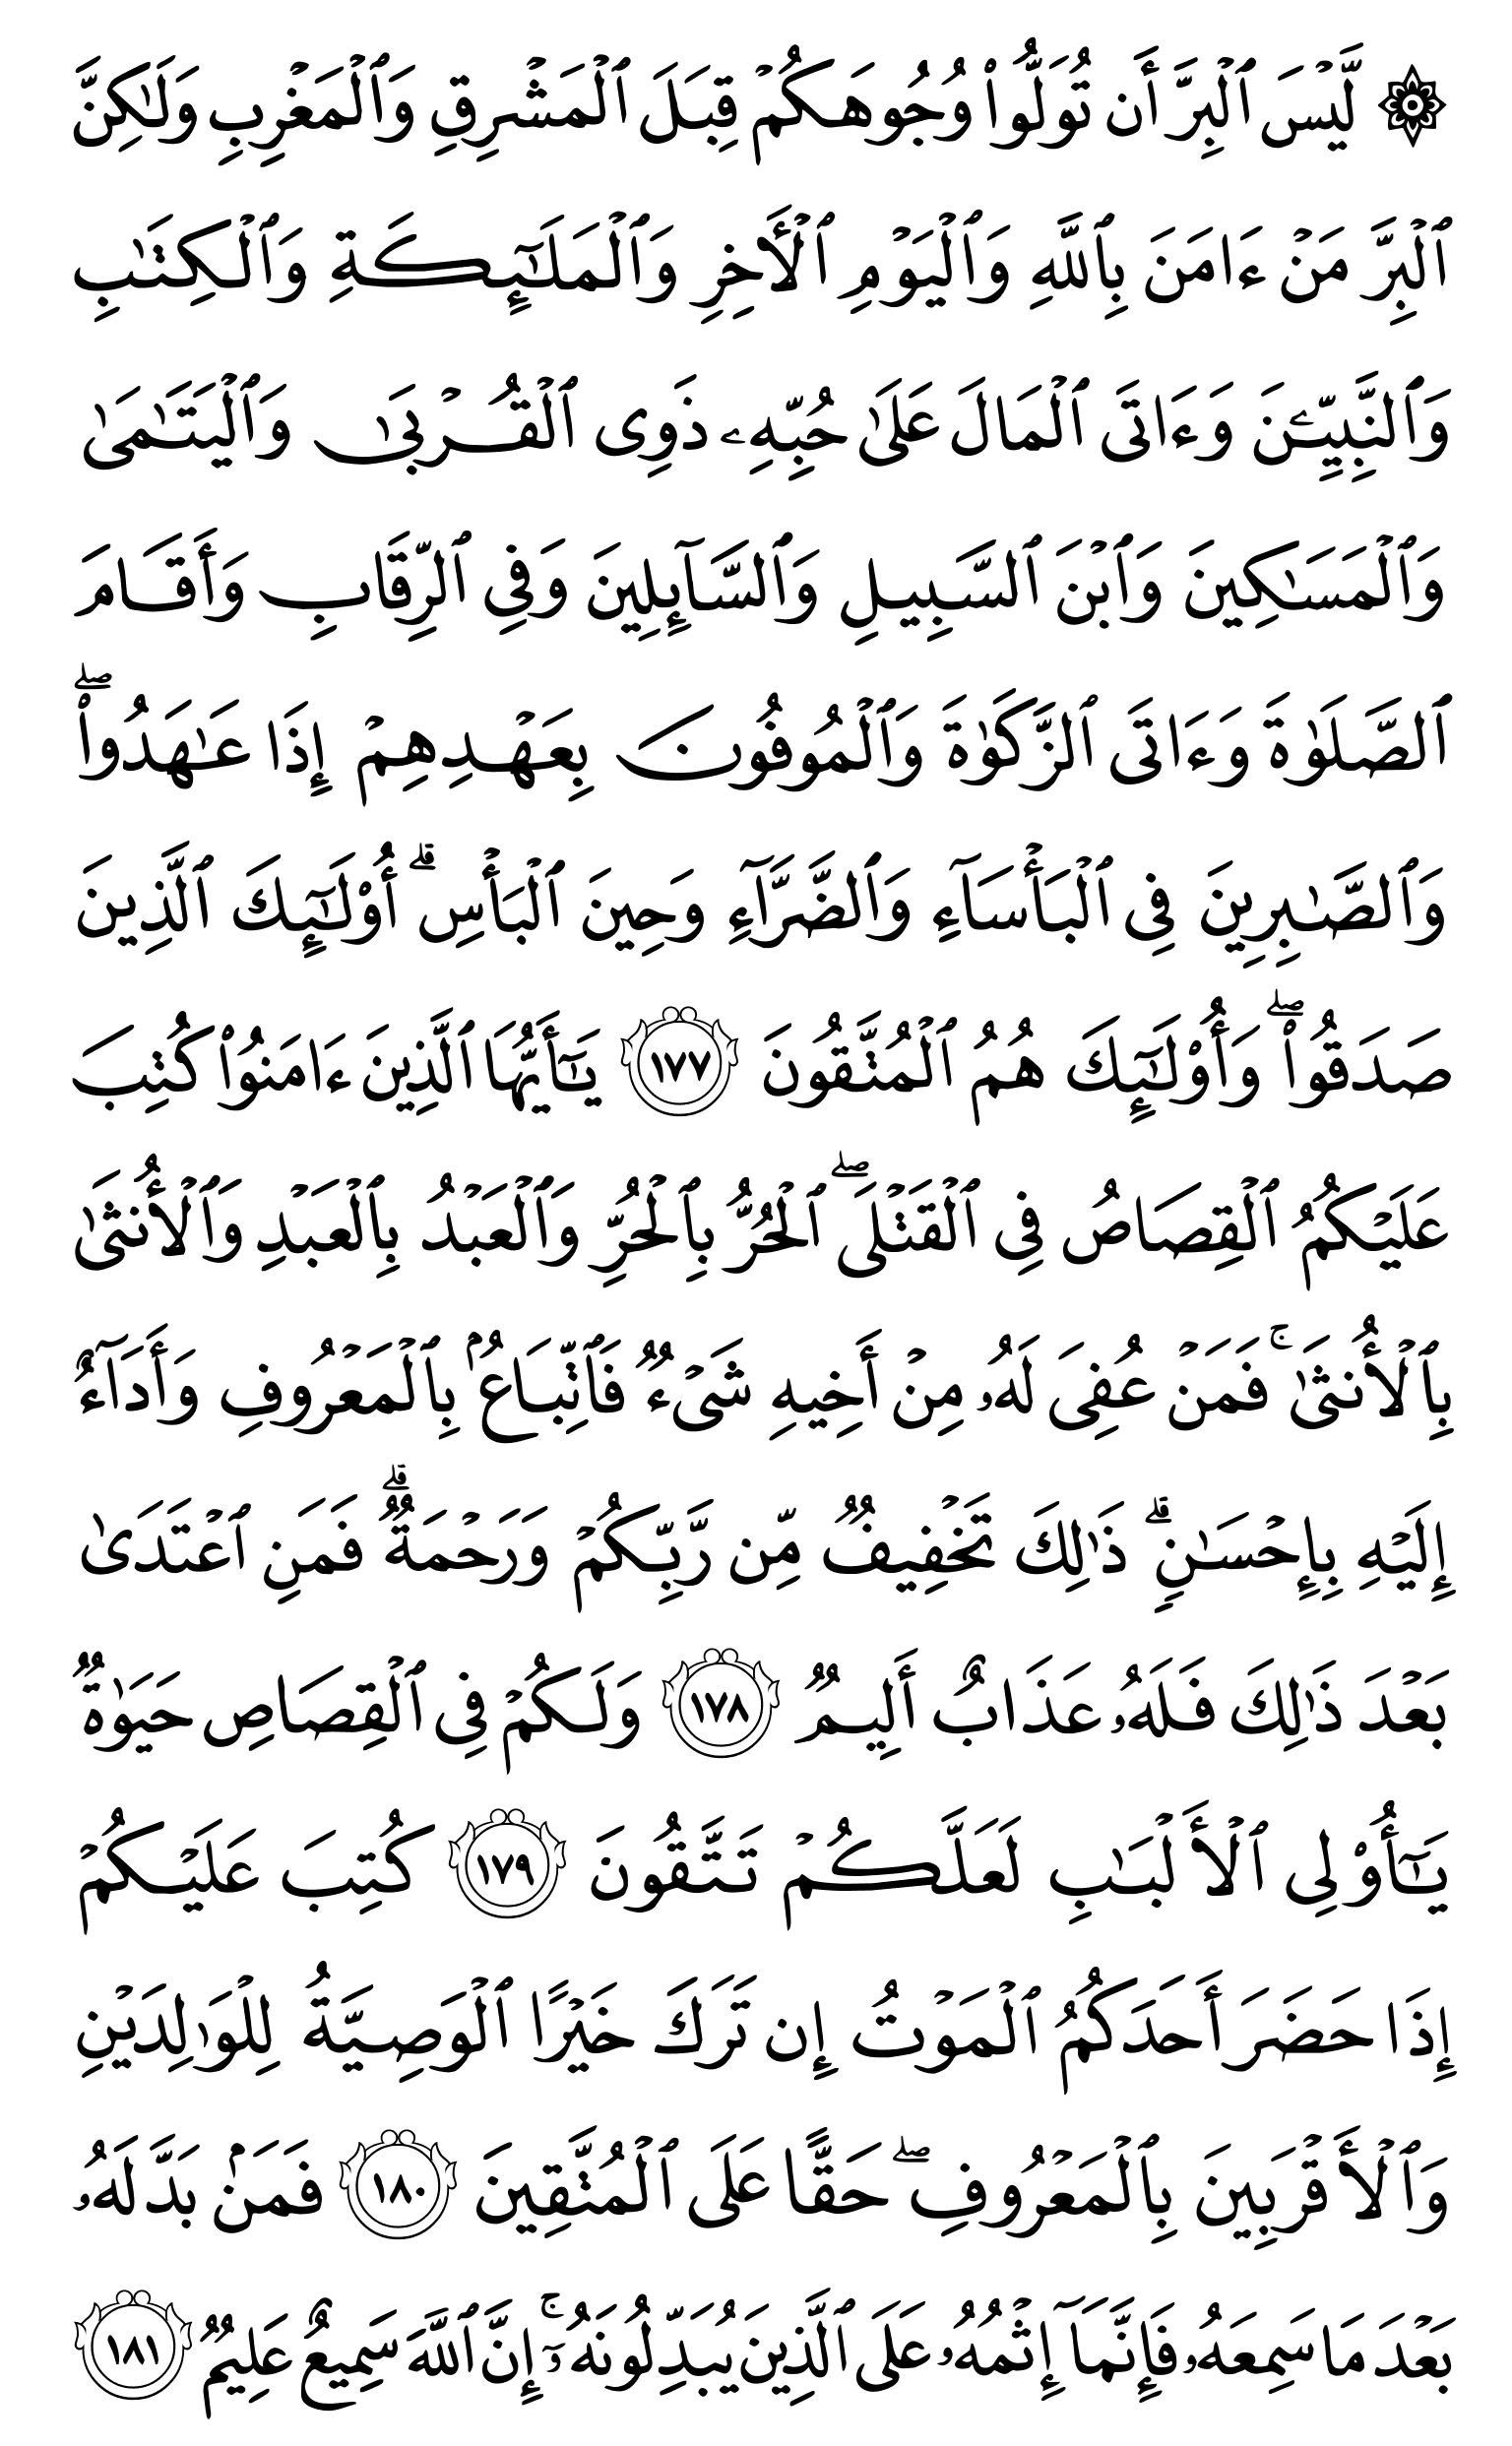 ۞ لَّيْسَ ٱلْبِرَّ أَن تُوَلُّوا۟ وُجُوهَكُمْ قِبَلَ ٱلْمَشْرِقِ وَٱلْمَغْرِبِ وَلَٰكِنَّ
ٱلْبِرَّ مَنْ ءَامَنَ بِٱللَّهِ وَٱلْيَوْمِ ٱلْأَخِرِ وَٱلْمَلَٰٓئِكَةِ وَٱلْكِتَٰبِ
وَٱلنَّبِيِّـۧنَ وَءَاتَى ٱلْمَالَ عَلَىٰ حُبِّهِۦ ذَوِى ٱلْقُرْبَىٰ وَٱلْيَتَٰمَىٰ
وَٱلْمَسَٰكِينَ وَٱبْنَ ٱلسَّبِيلِ وَٱلسَّآئِلِينَ وَفِى ٱلرِّقَابِ وَأَقَامَ
ٱلصَّلَوٰةَ وَءَاتَى ٱلزَّكَوٰةَ وَٱلْمُوفُونَ بِعَهْدِهِمْ إِذَا عَٰهَدُوا۟ۖ
وَٱلصَّٰبِرِينَ فِى ٱلْبَأْسَآءِ وَٱلضَّرَّآءِ وَحِينَ ٱلْبَأْسِۗ أُو۟لَٰٓئِكَ ٱلَّذِينَ
صَدَقُوا۟ۖ وَأُو۟لَٰٓئِكَ هُمُ ٱلْمُتَّقُونَ ١٧٧ يَٰٓأَيُّهَا ٱلَّذِينَ ءَامَنُوا۟ كُتِبَ
عَلَيْكُمُ ٱلْقِصَاصُ فِى ٱلْقَتْلَىۖ ٱلْحُرُّ بِٱلْحُرِّ وَٱلْعَبْدُ بِٱلْعَبْدِ وَٱلْأُنثَىٰ
بِٱلْأُنثَىٰۚ فَمَنْ عُفِىَ لَهُۥ مِنْ أَخِيهِ شَىْءٌ فَٱتِّبَاعٌۢ بِٱلْمَعْرُوفِ وَأَدَآءٌ
إِلَيْهِ بِإِحْسَٰنٍۗ ذَٰلِكَ تَخْفِيفٌ مِّن رَّبِّكُمْ وَرَحْمَةٌۗ فَمَنِ ٱعْتَدَىٰ
بَعْدَ ذَٰلِكَ فَلَهُۥ عَذَابٌ أَلِيمٌ ١٧٨ وَلَكُمْ فِى ٱلْقِصَاصِ حَيَوٰةٌ
يَٰٓأُو۟لِى ٱلْأَلْبَٰبِ لَعَلَّكُمْ تَتَّقُونَ ١٧٩ كُتِبَ عَلَيْكُمْ
إِذَا حَضَرَ أَحَدَكُمُ ٱلْمَوْتُ إِن تَرَكَ خَيْرًا ٱلْوَصِيَّةُ لِلْوَٰلِدَيْنِ
وَٱلْأَقْرَبِينَ بِٱلْمَعْرُوفِۖ حَقًّا عَلَى ٱلْمُتَّقِينَ ١٨٠ فَمَنۢ بَدَّلَهُۥ
بَعْدَ مَا سَمِعَهُۥ فَإِنَّمَآ إِثْمُهُۥ عَلَى ٱلَّذِينَ يُبَدِّلُونَهُۥٓۚ إِنَّ ٱللَّهَ سَمِيعٌ عَلِيمٌ ١٨١